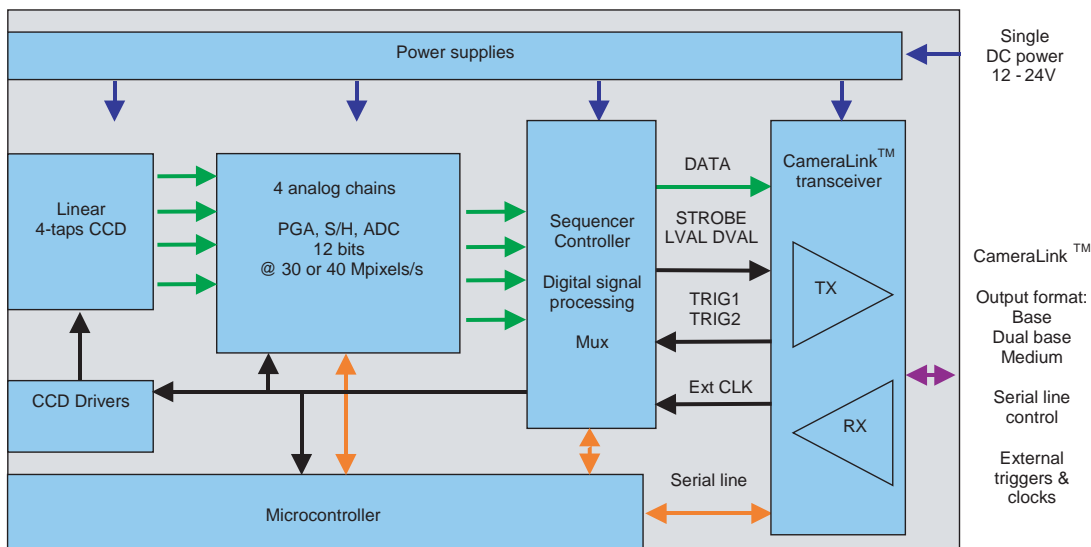 Power supplies
Single
DC power
12 - 24V
Linear
4-taps CCD
4 analog chains
PGA, S/H, ADC
12 bits
@ 30 or 40 Mpixels/s
Sequencer
Controller
Digital signal
processing
Mux
DATA
STROBE
LVAL DVAL
TRIG1
TRIG2
Ext CLK
CameraLink™
transceiver
TX
RX
CameraLink ™
Output format:
Base
Dual base
Medium
Serial line
control
External
triggers &
clocks
CCD Drivers
Serial line
Microcontroller